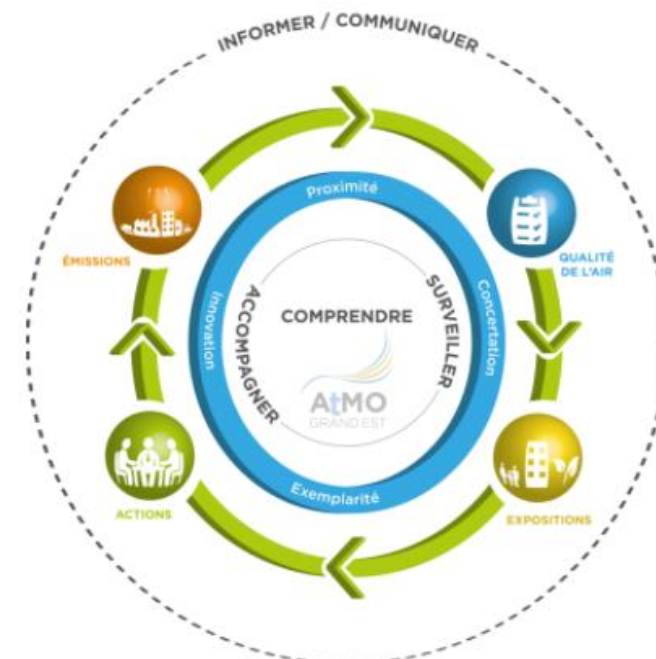 INFORMER / COMMUNIQUER
Proximité
ÉMISSIONS
QUALITÉ
DE L'AIR
Innovation
ACCOMPAGNER
COMPRENDRE
SURVEILLER
Concertation
AtMO
GRAND EST
Exemplarité
ACTIONS
EXPOSITIONS